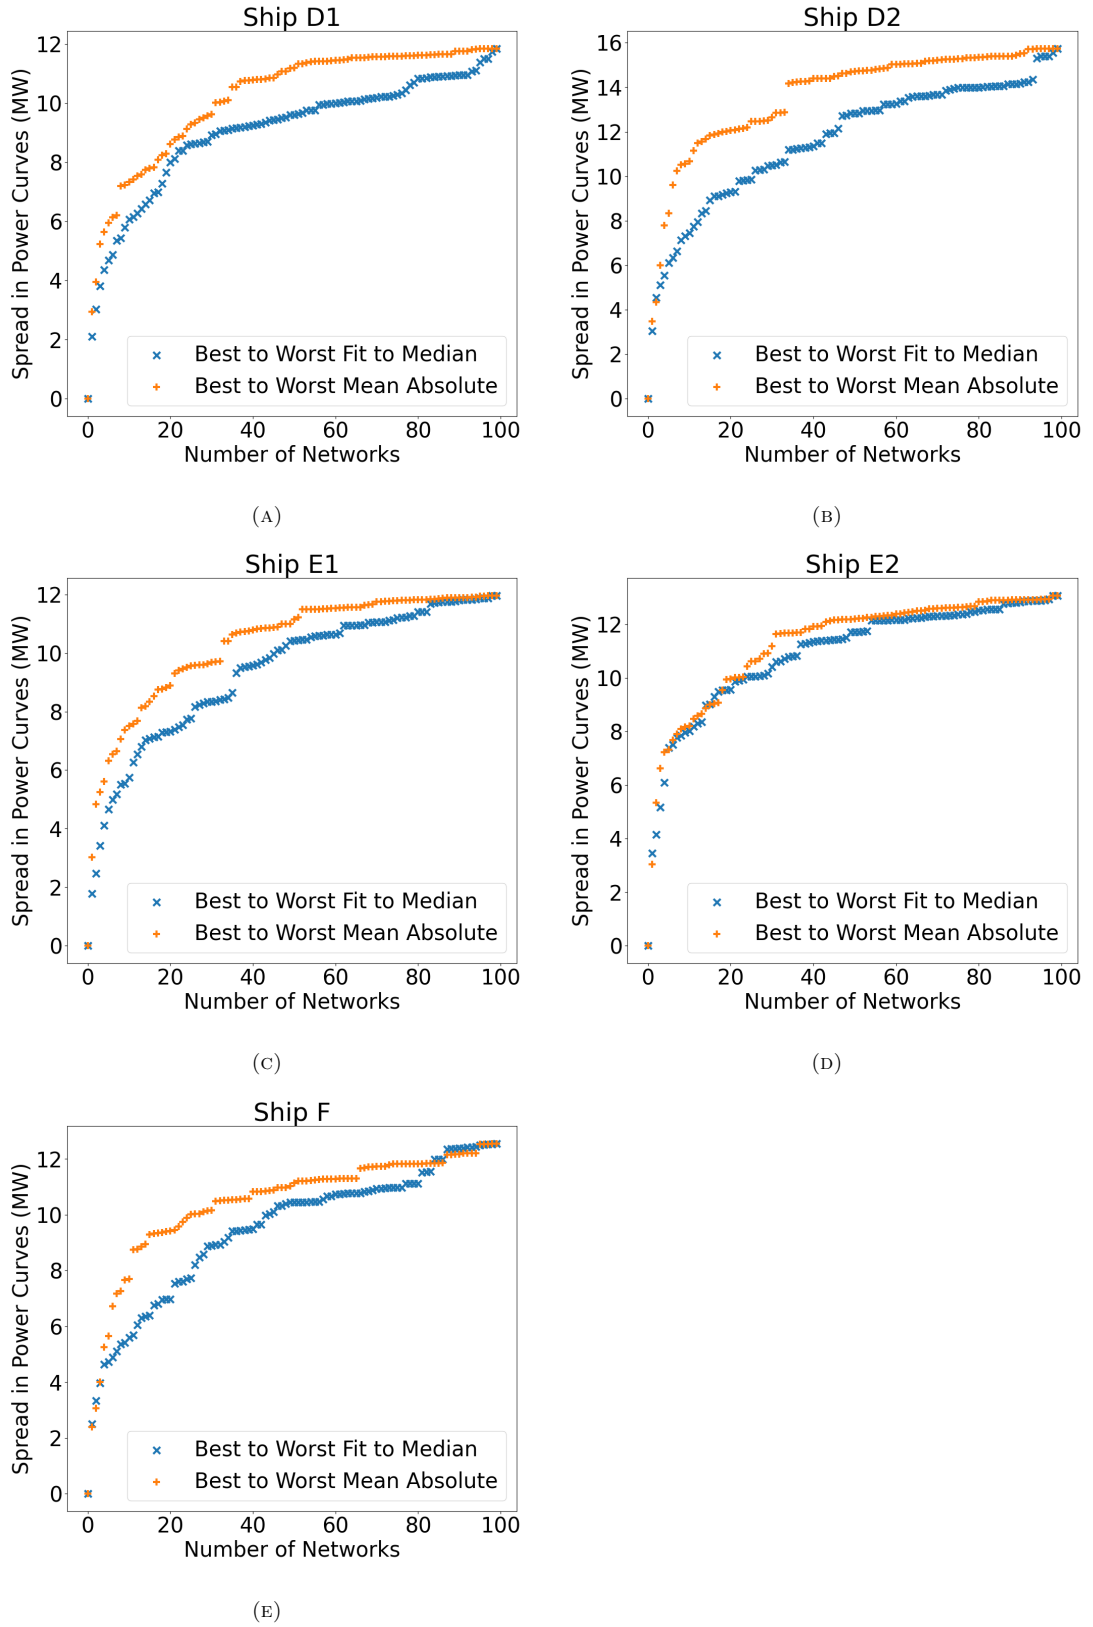 Ship D1
Spread in Power Curves (MW)
12
10
8
6
4
2
0
Best to Worst Fit to Median
Best to Worst Mean Absolute
0 20 40 60 80 100
Number of Networks
(A)
Ship D2
Spread in Power Curves (MW)
16
14
12
10
8
6
4
2
0
Best to Worst Fit to Median
Best to Worst Mean Absolute
0 20 40 60 80 100
Number of Networks
(B)
Ship E1
Spread in Power Curves (MW)
12
10
8
6
4
2
0
Best to Worst Fit to Median
Best to Worst Mean Absolute
0 20 40 60 80 100
Number of Networks
(C)
Ship E2
Spread in Power Curves (MW)
12
10
8
6
4
2
0
Best to Worst Fit to Median
Best to Worst Mean Absolute
0 20 40 60 80 100
Number of Networks
(D)
Ship F
Spread in Power Curves (MW)
12
10
8
6
4
2
0
Best to Worst Fit to Median
Best to Worst Mean Absolute
0 20 40 60 80 100
Number of Networks
(E)